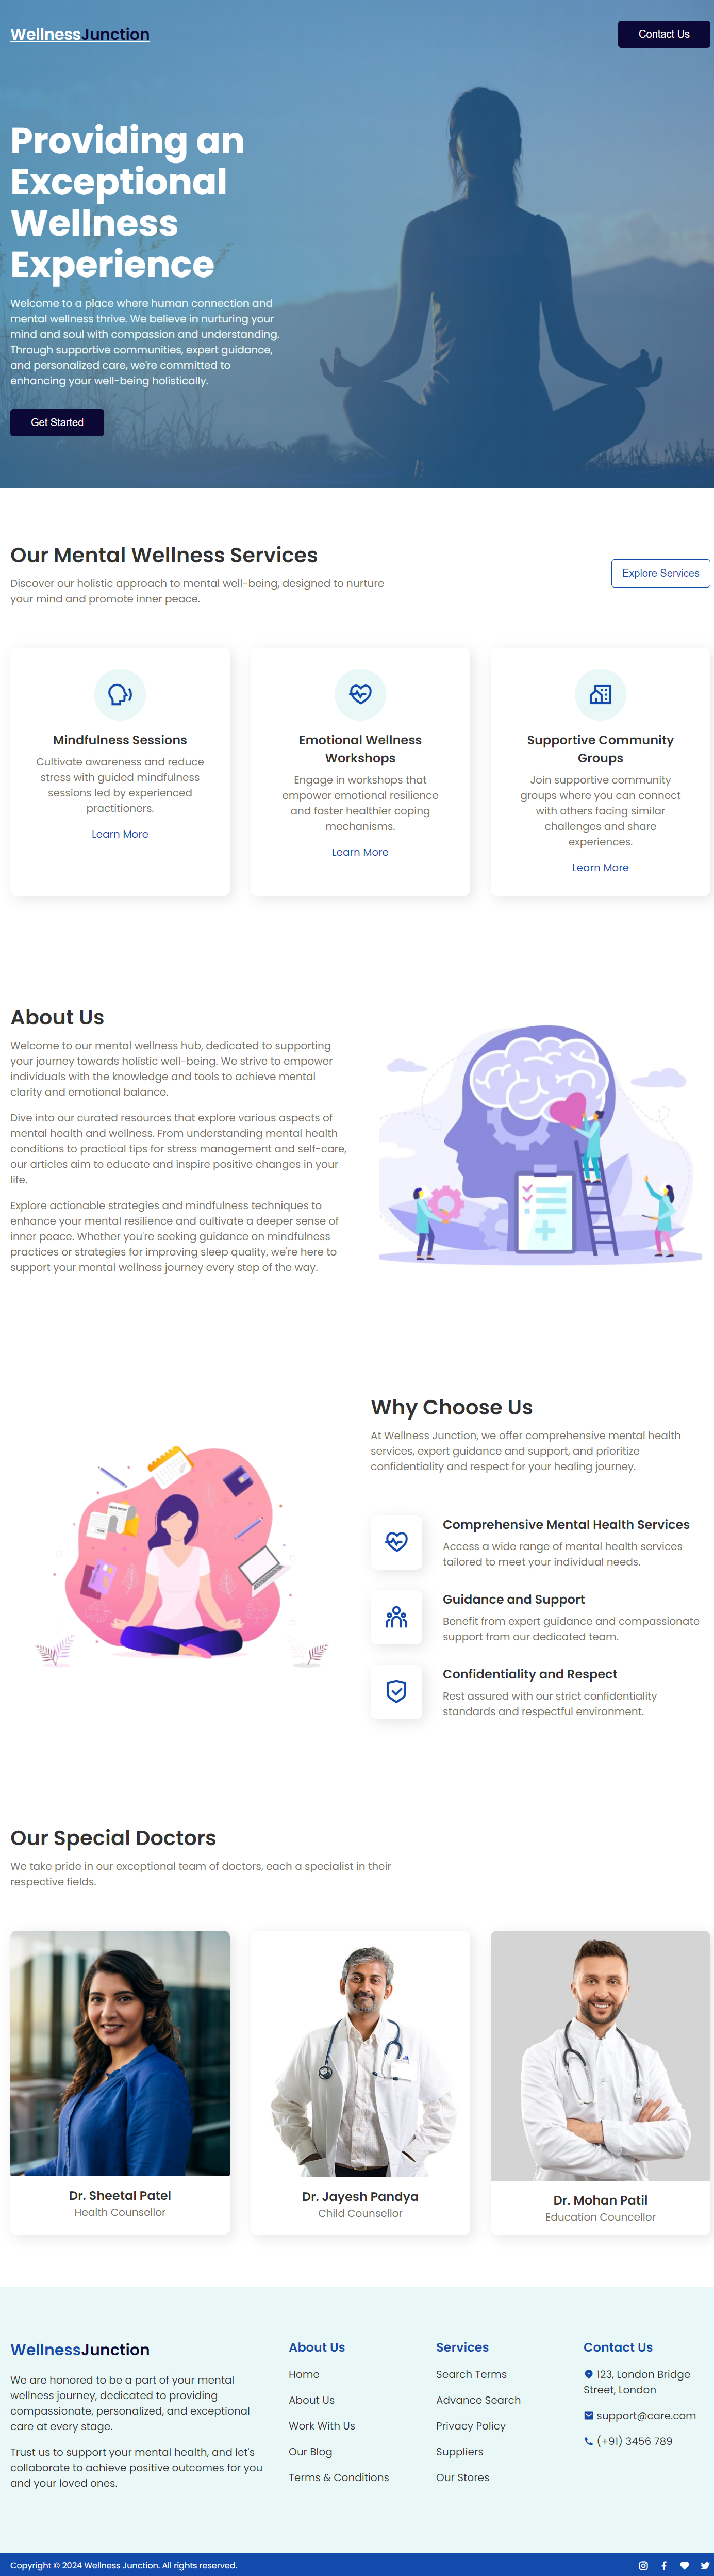 WellnessJunction
Contact Us
Providing an
Exceptional
Wellness
Experience
Welcome to a place where human connection and
mental wellness thrive. We believe in nurturing your
mind and soul with compassion and understanding.
Through supportive communities, expert guidance,
and personalized care, we're committed to
enhancing your well-being holistically.
Get Started
Our Mental Wellness Services
Discover our holistic approach to mental well-being, designed to nurture
your mind and promote inner peace.
Explore Services
Mindfulness Sessions
Cultivate awareness and reduce
stress with guided mindfulness
sessions led by experienced
practitioners.
Learn More
Emotional Wellness
Workshops
Engage in workshops that
empower emotional resilience
and foster healthier coping
mechanisms.
Learn More
Supportive Community
Groups
Join supportive community
groups where you can connect
with others facing similar
challenges and share
experiences.
Learn More
About Us
Welcome to our mental wellness hub, dedicated to supporting
your journey towards holistic well-being. We strive to empower
individuals with the knowledge and tools to achieve mental
clarity and emotional balance.
Dive into our curated resources that explore various aspects of
mental health and wellness. From understanding mental health
conditions to practical tips for stress management and self-care,
our articles aim to educate and inspire positive changes in your
life.
Explore actionable strategies and mindfulness techniques to
enhance your mental resilience and cultivate a deeper sense of
inner peace. Whether you're seeking guidance on mindfulness
practices or strategies for improving sleep quality, we're here to
support your mental wellness journey every step of the way.
Why Choose Us
At Wellness Junction, we offer comprehensive mental health
services, expert guidance and support, and prioritize
confidentiality and respect for your healing journey.
Comprehensive Mental Health Services
Access a wide range of mental health services
tailored to meet your individual needs.
Guidance and Support
Benefit from expert guidance and compassionate
support from our dedicated team.
Confidentiality and Respect
Rest assured with our strict confidentiality
standards and respectful environment.
Our Special Doctors
We take pride in our exceptional team of doctors, each a specialist in their
respective fields.
Dr. Sheetal Patel
Health Counsellor
Dr. Jayesh Pandya
Child Counsellor
Dr. Mohan Patil
Education Councellor
WellnessJunction
We are honored to be a part of your mental
wellness journey, dedicated to providing
compassionate, personalized, and exceptional
care at every stage.
Trust us to support your mental health, and let's
collaborate to achieve positive outcomes for you
and your loved ones.
About Us
Home
About Us
Work With Us
Our Blog
Terms & Conditions
Services
Search Terms
Advance Search
Privacy Policy
Suppliers
Our Stores
Contact Us
123, London Bridge
Street, London
support@care.com
(+91) 3456 789
Copyright © 2024 Wellness Junction. All rights reserved.